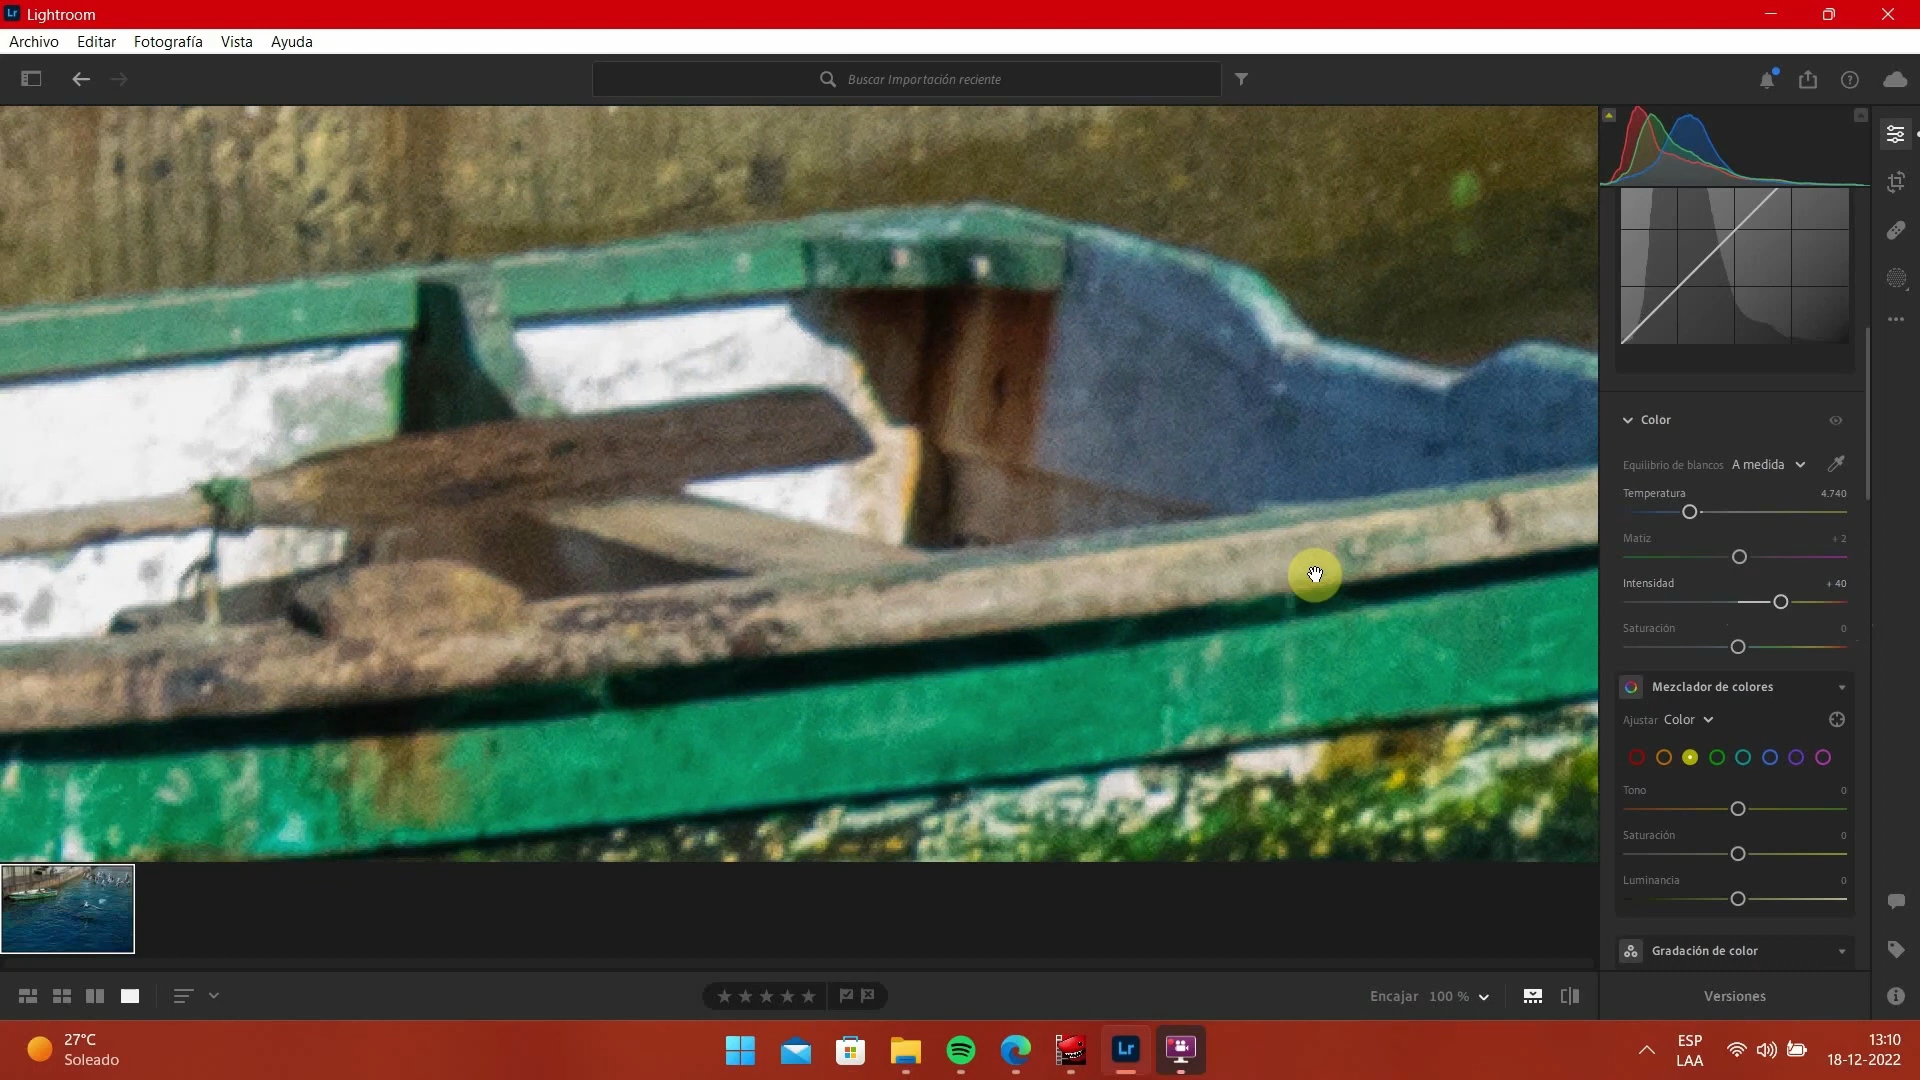 Lr Lightroom
Archivo Editar Fotografía Vista Ayuda
Buscar Importación reciente
Color
Equilibrio de blancos A medida
Temperatura 4.740
Matiz + 2
Intensidad + 40
Saturación 0
Mezclador de colores
Ajustar Color
Tono 0
Saturación 0
Luminancia 0
Gradación de color
Encajar 100 %
Versiones
27°C
Soleado
Lr
ESP
LAA
13:10
18-12-2022